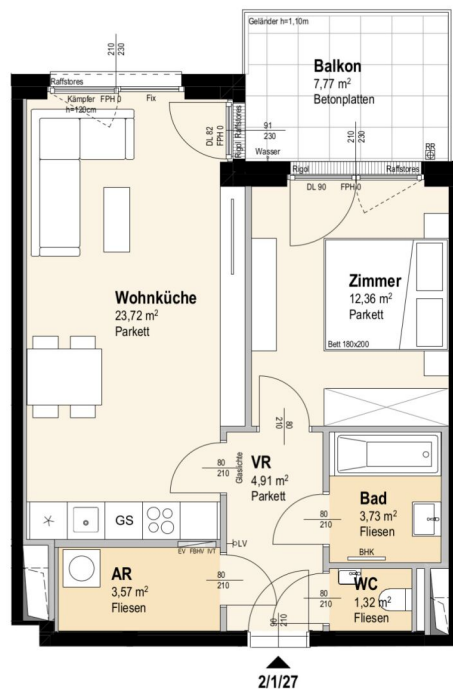 Geländer h=1,10m
Balkon
7,77 m²
Betonplatten
210
230
Raffstores
Kämpfer
h=120cm
FPH 0
Fix
DL 82
FPH 0
Rigol
Raffstores
91
230
Wasser
210
230
RR
Rigol
Raffstores
DL 90
FPH 0
Wohnküche
23,72 m²
Parkett
Zimmer
12,36 m²
Parkett
Bett 180x200
80
210
VR
4,91 m²
Parkett
Glaslichte
80
210
80
210
Bad
3,73 m²
Fliesen
BHK
GS
EV FBHV IVT
LV
AR
3,57 m²
Fliesen
80
210
80
210
WC
1,32 m²
Fliesen
90
210
2/1/27